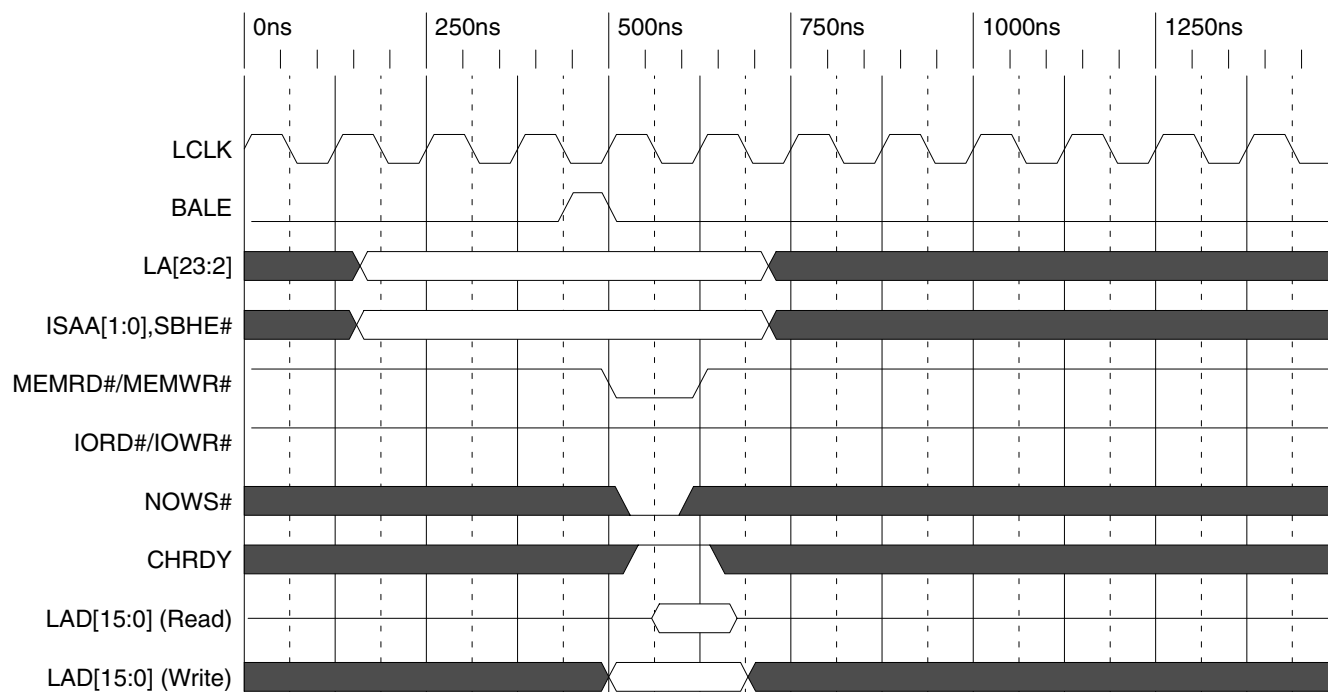 0ns 250ns 500ns 750ns 1000ns 1250ns
LCLK
BALE
LA[23:2]
ISAA[1:0],SBHE#
MEMRD#/MEMWR#
IORD#/IOWR#
NOWS#
CHRDY
LAD[15:0] (Read)
LAD[15:0] (Write)